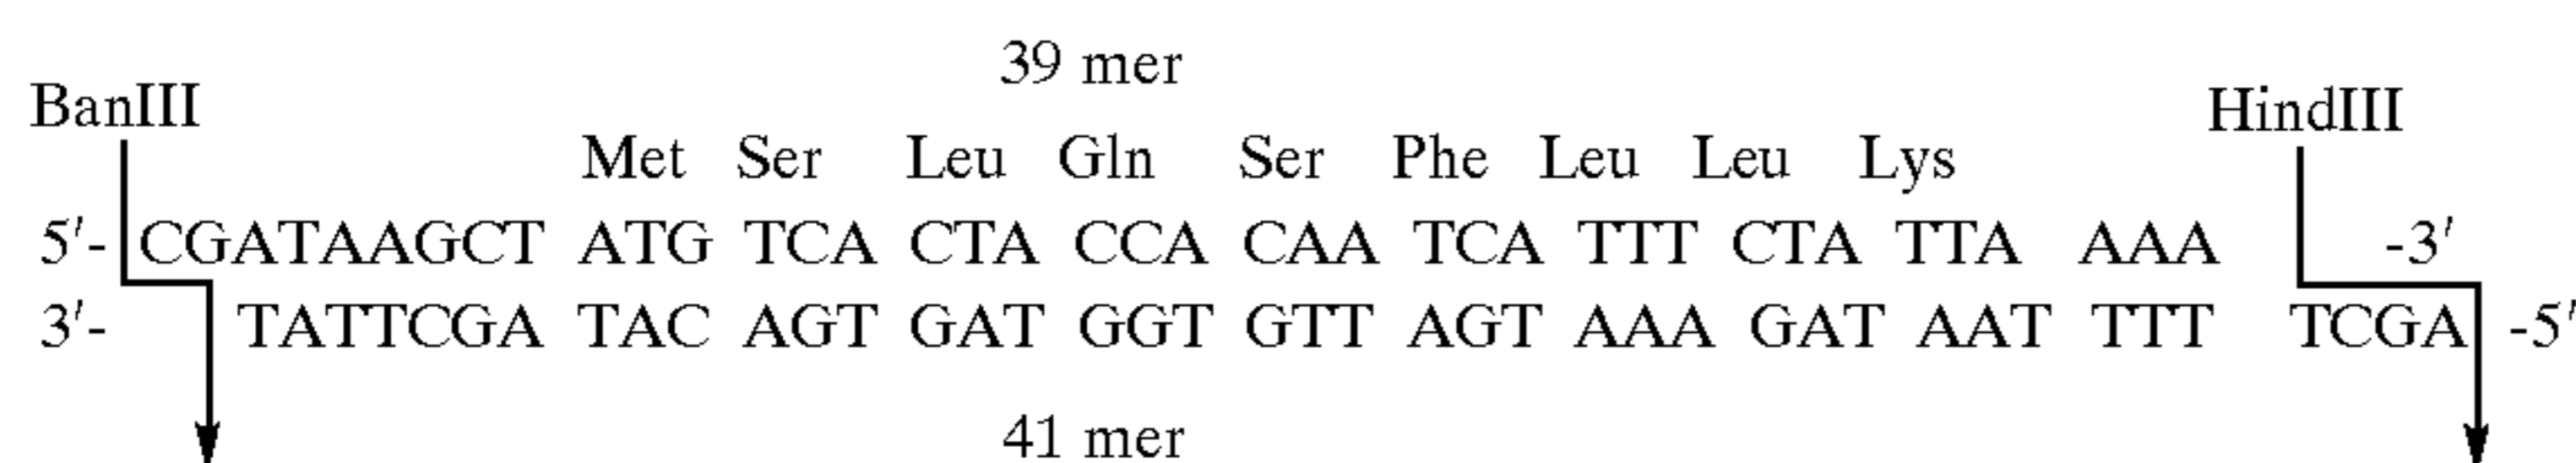 39 mer
BanIII HindIII
Met Ser Leu Gln Ser Phe Leu Leu Lys
5′- CGATAAGCT ATG TCA CTA CCA CAA TCA TTT CTA TTA AAA -3′
3′- TATTCGA TAC AGT GAT GGT GTT AGT AAA GAT AAT TTT TCGA -5′
41 mer